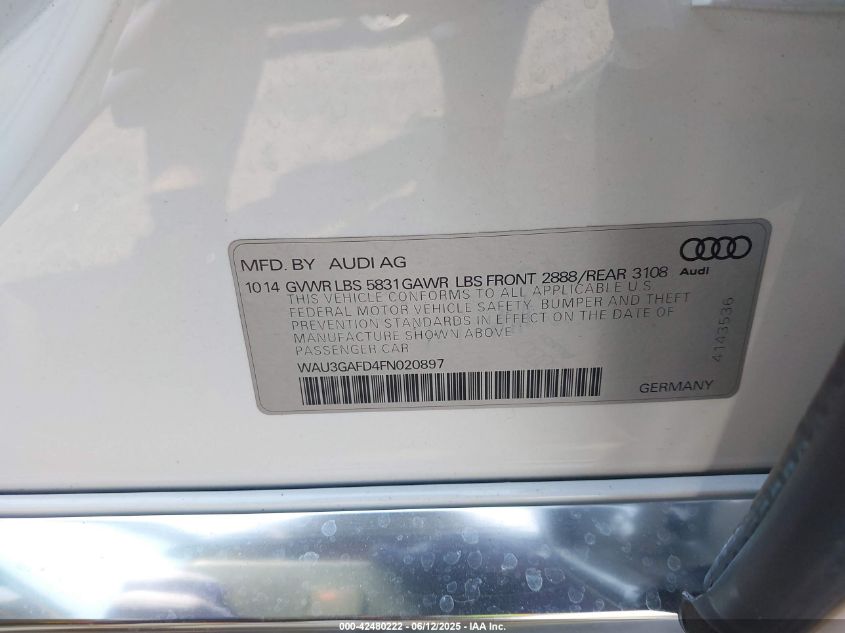 MFD. BY AUDI AG
Audi
10 14 GVWR LBS 5831 GAWR LBS FRONT 2888/REAR 3108
THIS VEHICLE CONFORMS TO ALL APPLICABLE U.S.
FEDERAL MOTOR VEHICLE SAFETY, BUMPER AND THEFT
PREVENTION STANDARDS IN EFFECT ON THE DATE OF
MANUFACTURE SHOWN ABOVE
PASSENGER CAR
WAU3GAFD4FN020897
4143536
GERMANY
000-42480222 - 06/12/2025 - IAA Inc.